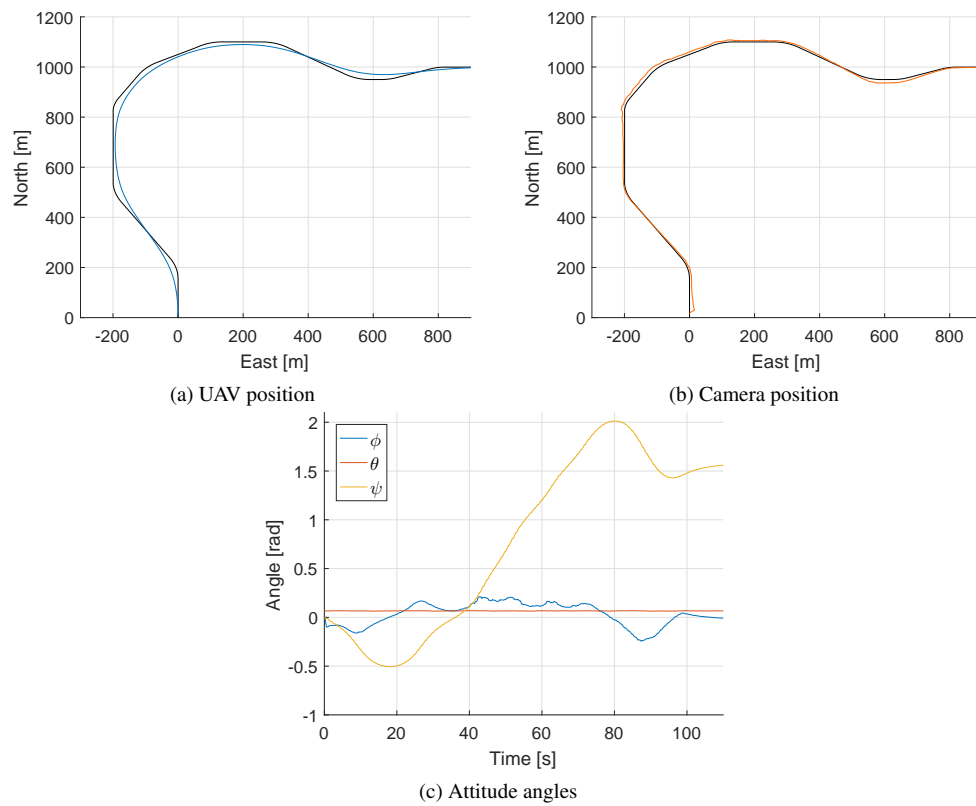 1200
1000
800
600
400
200
0
North [m]
-200 0 200 400 600 800
East [m]
(a) UAV position
1200
1000
800
600
400
200
0
North [m]
-200 0 200 400 600 800
East [m]
(b) Camera position
2
1.5
1
0.5
0
-0.5
-1
Angle [rad]
ϕ
θ
ψ
0 20 40 60 80 100
Time [s]
(c) Attitude angles